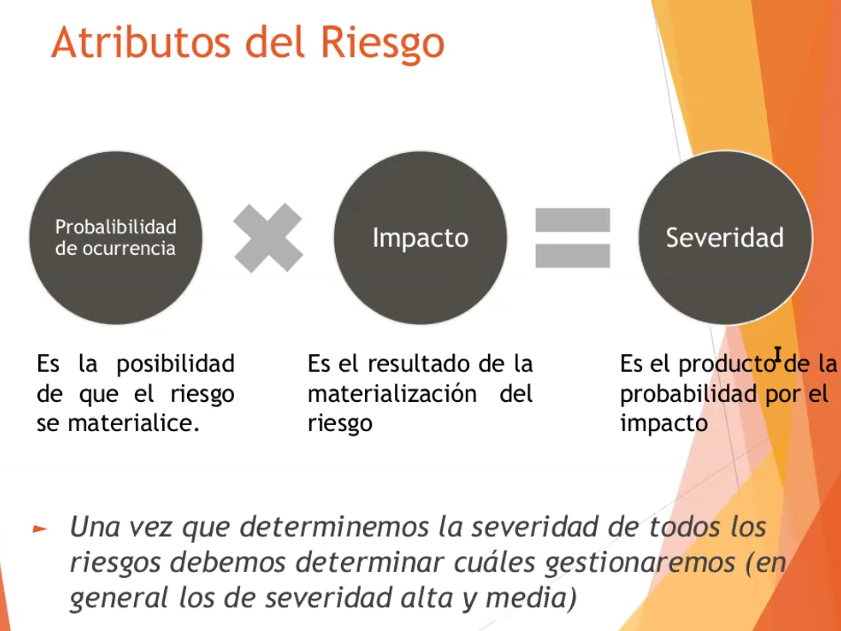 Atributos del Riesgo
Probalibilidad
de ocurrencia
Impacto
Severidad
Es la posibilidad
de que el riesgo
se materialice.
Es el resultado de la
materialización del
riesgo
Es el producto de la
probabilidad por el
impacto
► Una vez que determinemos la severidad de todos los
riesgos debemos determinar cuáles gestionaremos (en
general los de severidad alta y media)